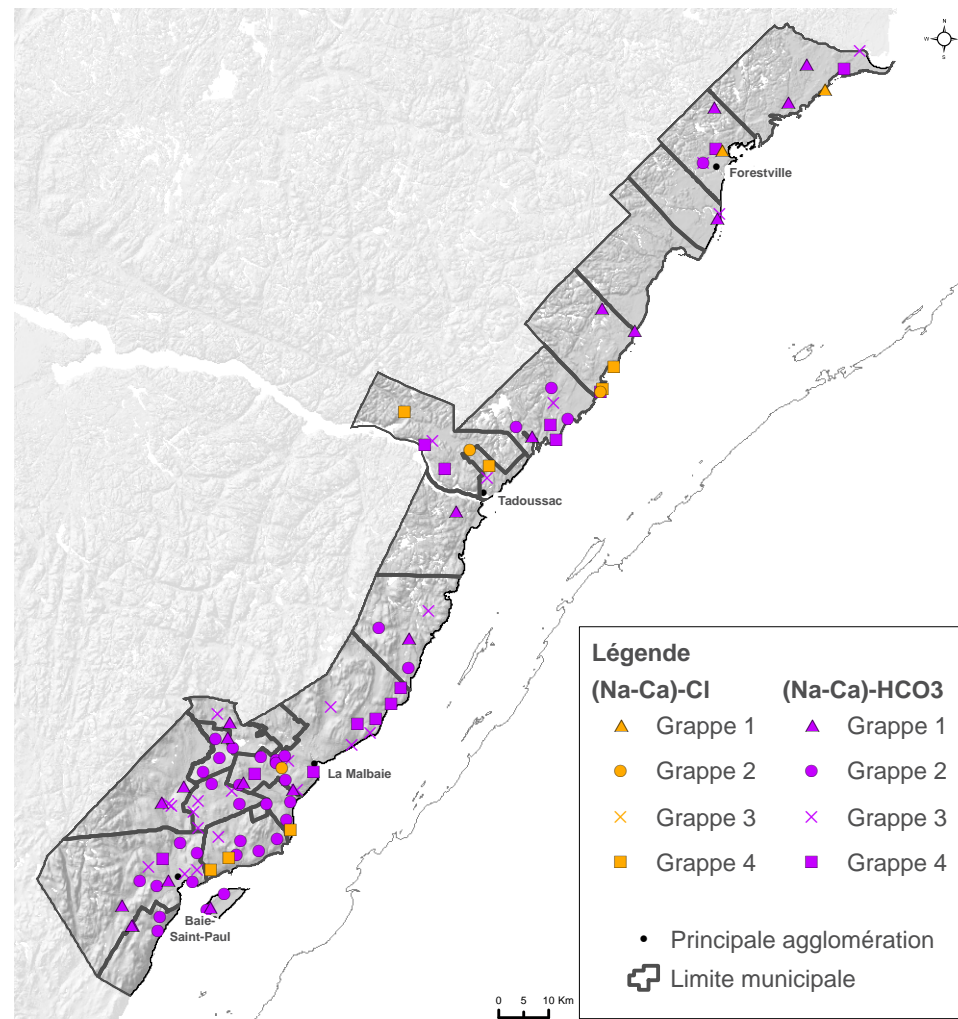 N
W E
S
Forestville
Tadoussac
La Malbaie
Baie-
Saint-Paul
Légende
(Na-Ca)-Cl (Na-Ca)-HCO3
Grappe 1 Grappe 1
Grappe 2 Grappe 2
Grappe 3 Grappe 3
Grappe 4 Grappe 4
Principale agglomération
Limite municipale
0 5 10 Km